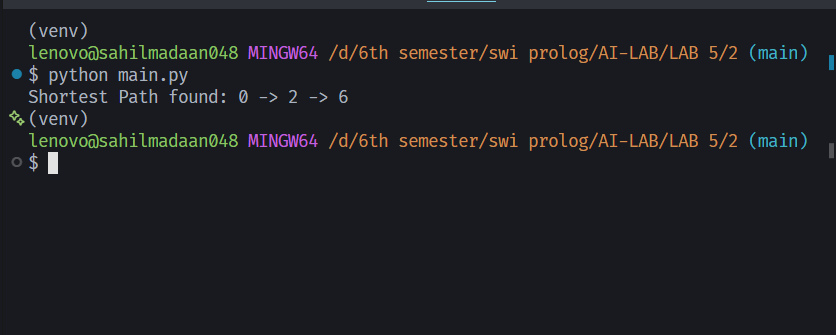 (venv)
lenovo@sahilmadaan048 MINGW64 /d/6th semester/swi prolog/AI-LAB/LAB 5/2 (main)
$ python main.py
Shortest Path found: 0 -> 2 -> 6
(venv)
lenovo@sahilmadaan048 MINGW64 /d/6th semester/swi prolog/AI-LAB/LAB 5/2 (main)
$